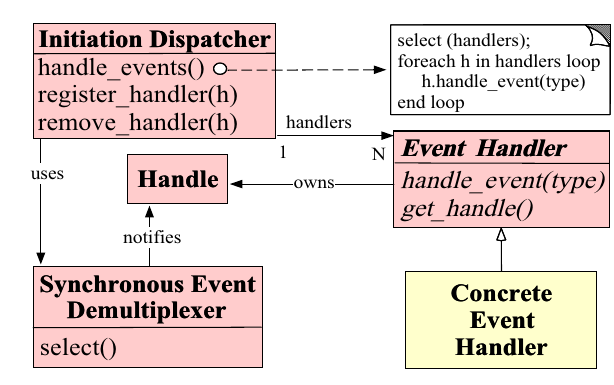 Initiation Dispatcher
handle_events()
register_handler(h)
remove_handler(h)
select (handlers);
foreach h in handlers loop
h.handle_event(type)
end loop
handlers
1
N
Event Handler
handle_event(type)
get_handle()
uses
Handle
owns
notifies
Synchronous Event
Demultiplexer
select()
Concrete
Event
Handler